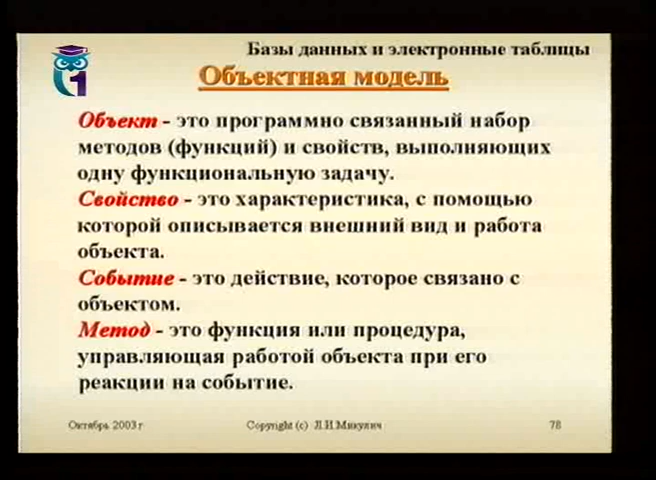 Базы данных и электронные таблицы
1
Объектная модель
Объект - это программно связанный набор
методов (функций) и свойств, выполняющих
одну функциональную задачу.
Свойство - это характеристика, с помощью
которой описывается внешний вид и работа
объекта.
Событие - это действие, которое связано с
объектом.
Метод - это функция или процедура,
управляющая работой объекта при его
реакции на событие.
Октябрь 2003 г
Copyright (c) Л.И.Микулич
78